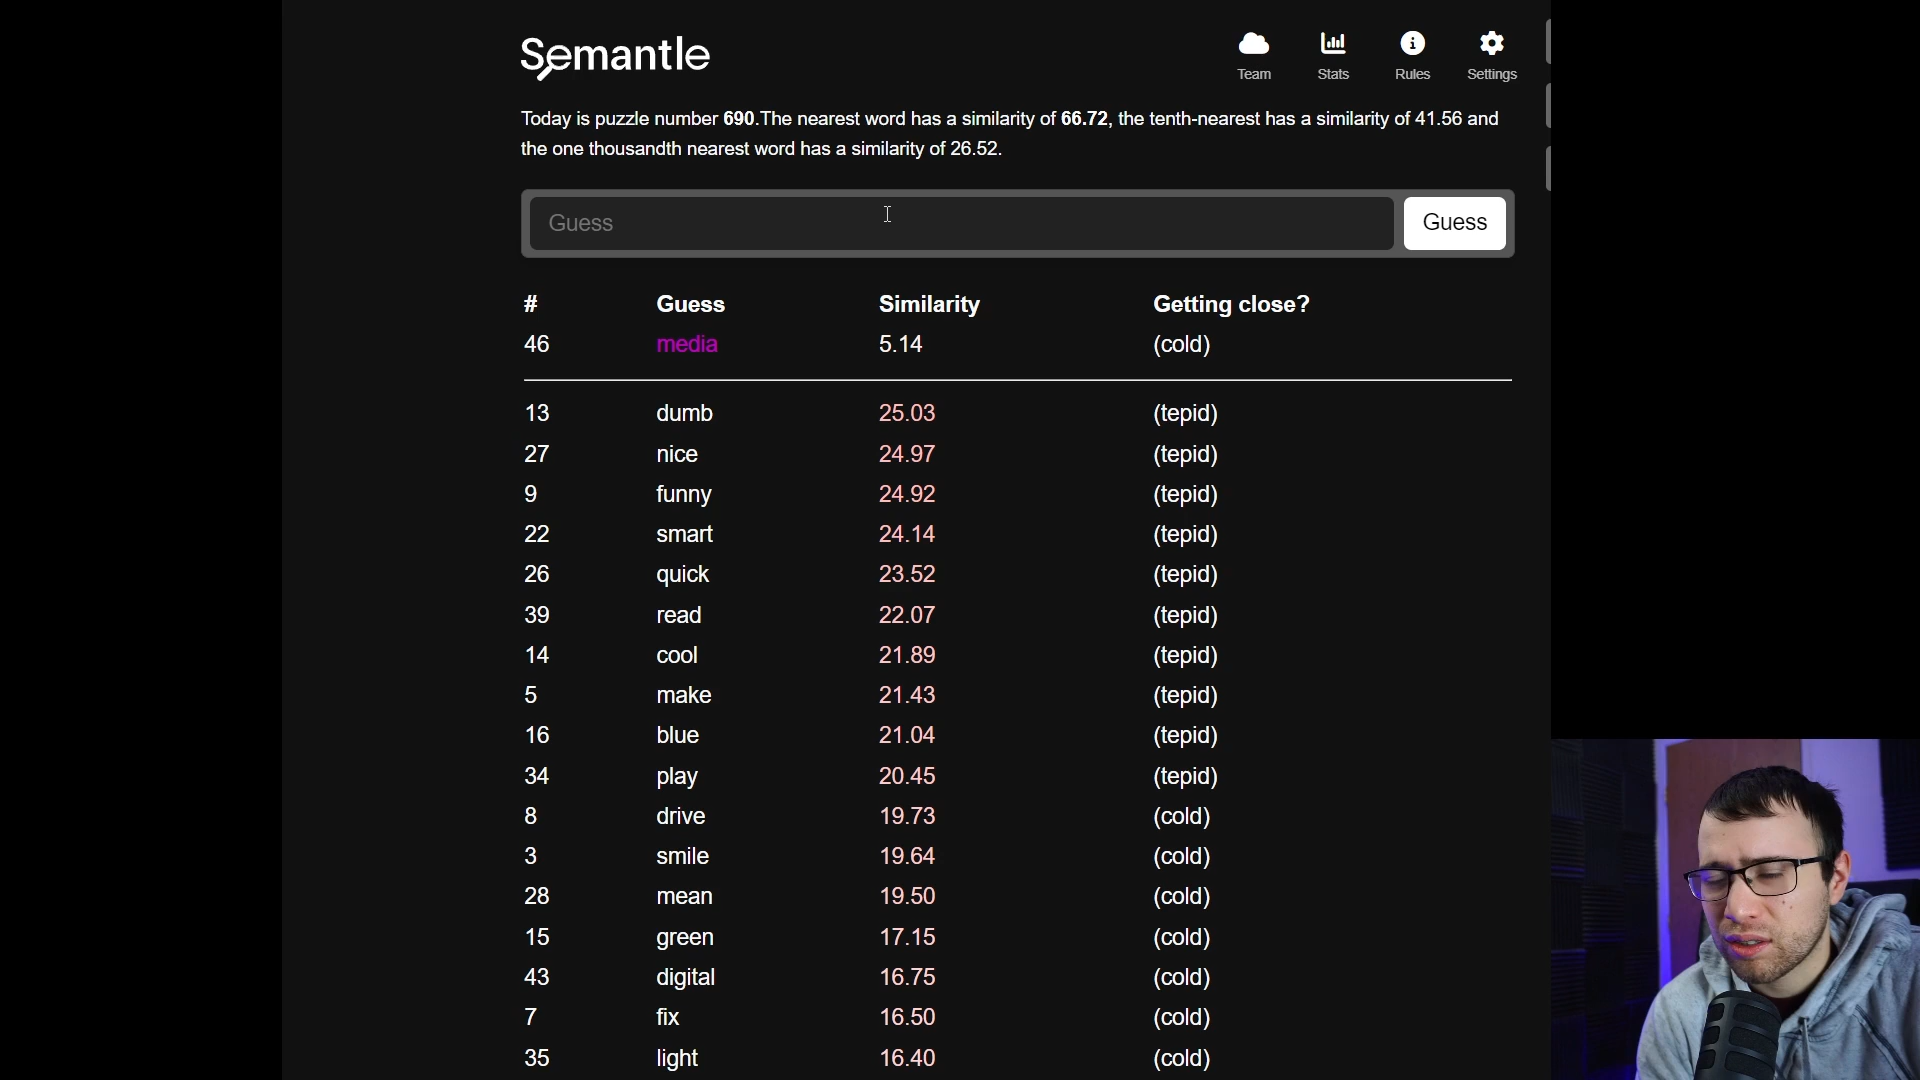 Semantle
Team Stats Rules Settings
Today is puzzle number 690.The nearest word has a similarity of 66.72, the tenth-nearest has a similarity of 41.56 and
the one thousandth nearest word has a similarity of 26.52.
Guess Guess
# Guess Similarity Getting close?
46 media 5.14 (cold)
13 dumb 25.03 (tepid)
27 nice 24.97 (tepid)
9 funny 24.92 (tepid)
22 smart 24.14 (tepid)
26 quick 23.52 (tepid)
39 read 22.07 (tepid)
14 cool 21.89 (tepid)
5 make 21.43 (tepid)
16 blue 21.04 (tepid)
34 play 20.45 (tepid)
8 drive 19.73 (cold)
3 smile 19.64 (cold)
28 mean 19.50 (cold)
15 green 17.15 (cold)
43 digital 16.75 (cold)
7 fix 16.50 (cold)
35 light 16.40 (cold)